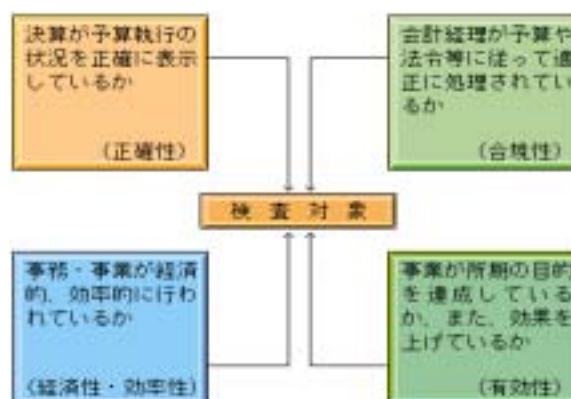 決算が予算執行の
状況を正確に表示
しているか
（正確性）
会計経理が予算や
法令等に従って適
正に処理されてい
るか
（合規性）
検査対象
事務・事業が経済
的、効率的に行わ
れているか
（経済性・効率性）
事業が所期の目的
を達成している
か、また、効果を
上げているか
（有効性）